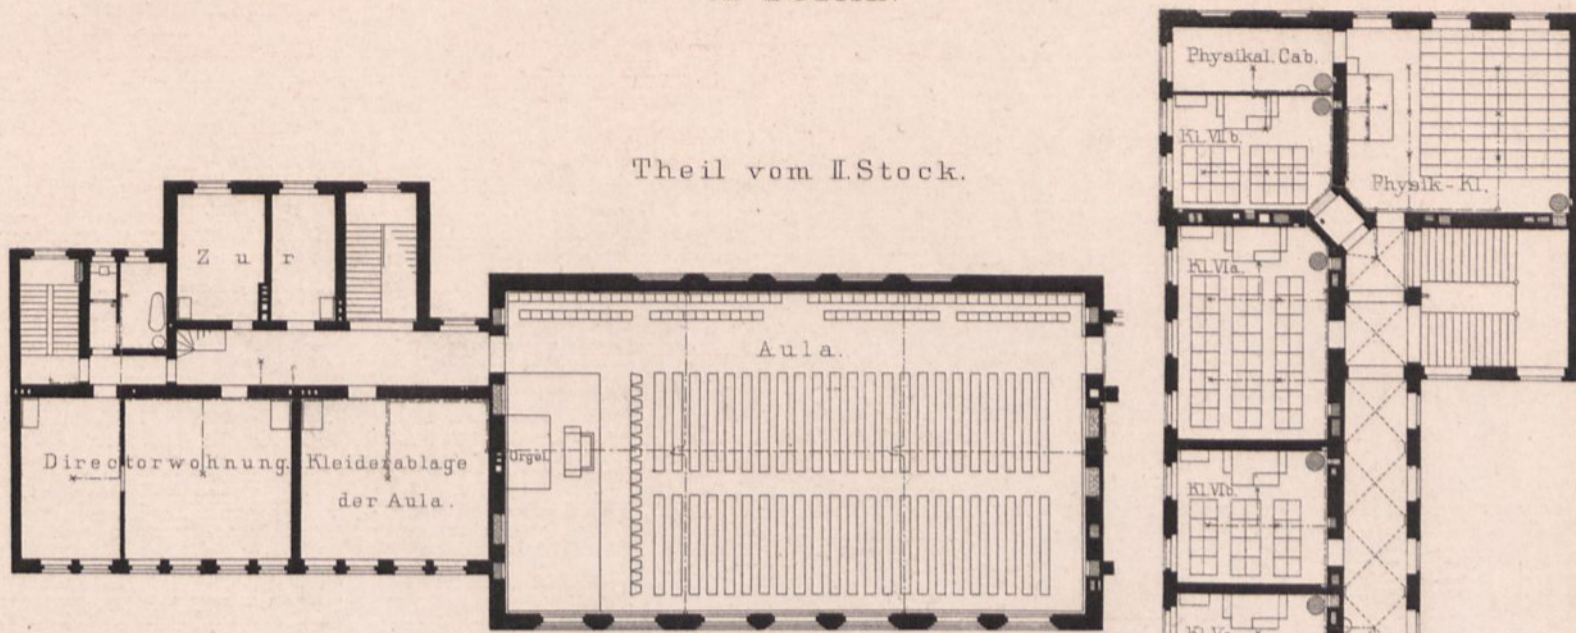 Theil vom II. Stock.
Zur
Directorwohnung.
Kleiderablage
der Aula.
Aula.
Orgel.
Physikal. Cab.
Kl. VII b.
Physik-Kl.
Kl. VI a.
Kl. VI b.